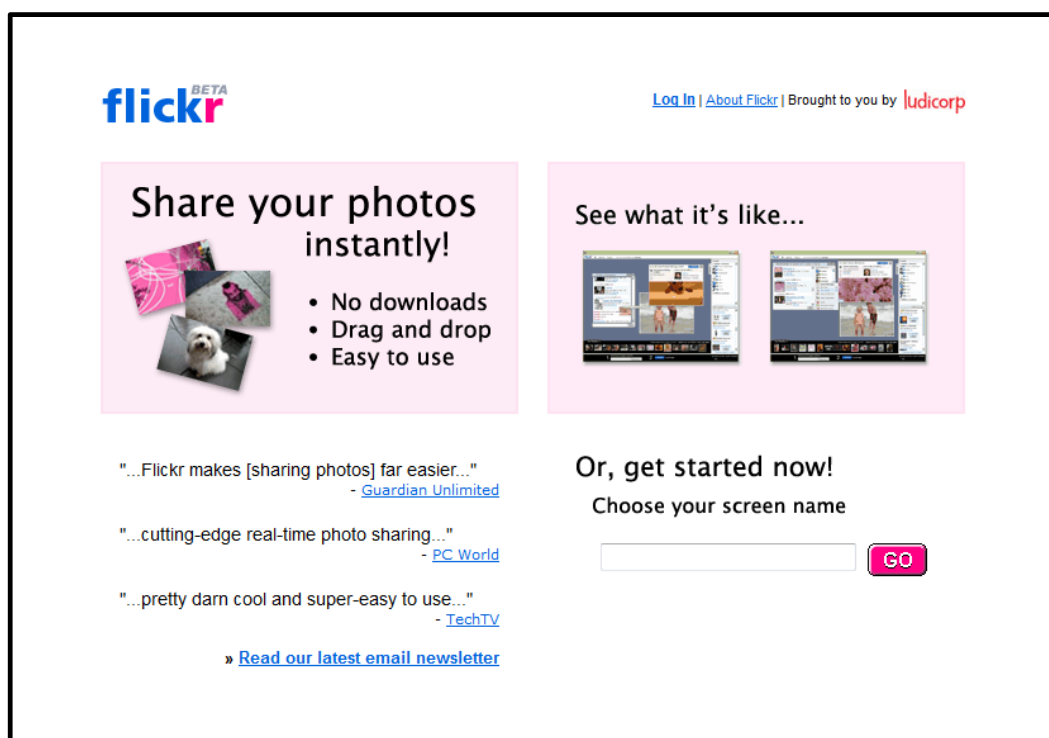 flickr BETA
Log In | About Flickr | Brought to you by ludicorp
Share your photos
instantly!
• No downloads
• Drag and drop
• Easy to use
See what it's like...
"...Flickr makes [sharing photos] far easier..."
- Guardian Unlimited
"...cutting-edge real-time photo sharing..."
- PC World
"...pretty darn cool and super-easy to use..."
- TechTV
» Read our latest email newsletter
Or, get started now!
Choose your screen name
GO